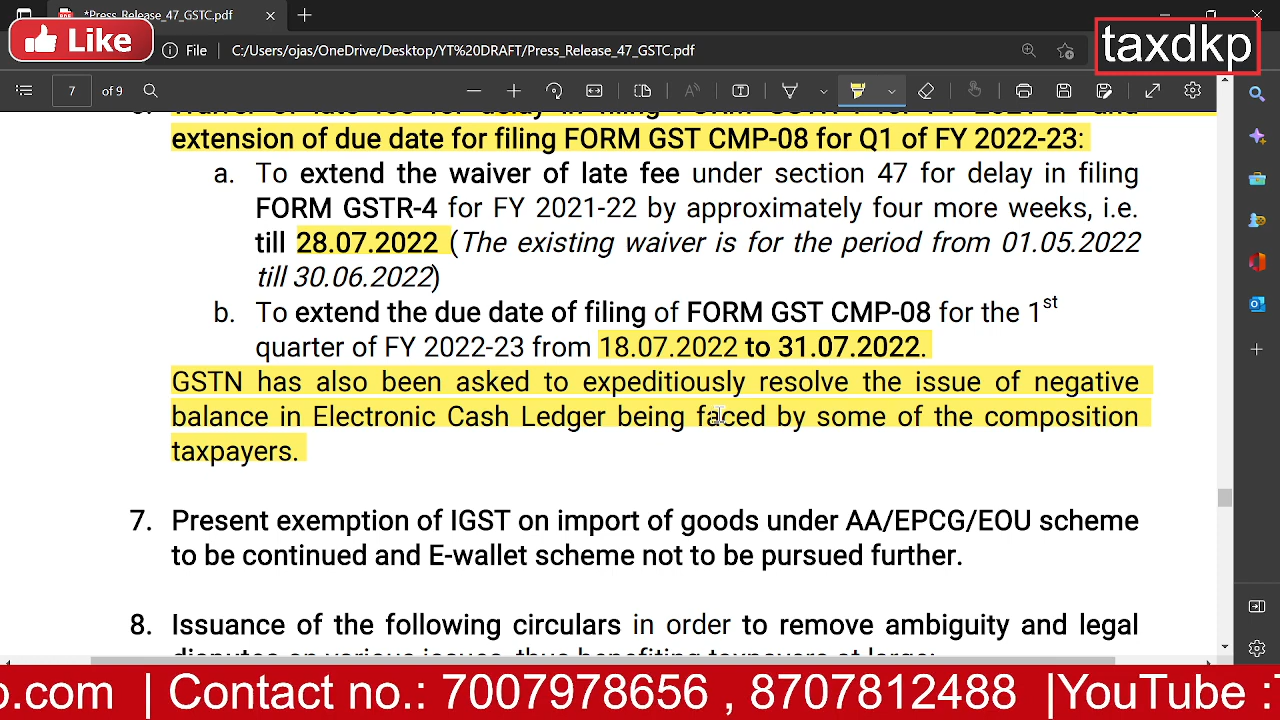 *Press_Release_47_GSTC.pdf
Like
File
C:/Users/ojas/OneDrive/Desktop/YT%20DRAFT/Press_Release_47_GSTC.pdf
taxdkp
7 of 9
extension of due date for filing FORM GST CMP-08 for Q1 of FY 2022-23:
a. To extend the waiver of late fee under section 47 for delay in filing
FORM GSTR-4 for FY 2021-22 by approximately four more weeks, i.e.
till 28.07.2022 (The existing waiver is for the period from 01.05.2022
till 30.06.2022)
b. To extend the due date of filing of FORM GST CMP-08 for the 1st
quarter of FY 2022-23 from 18.07.2022 to 31.07.2022.
GSTN has also been asked to expeditiously resolve the issue of negative
balance in Electronic Cash Ledger being faced by some of the composition
taxpayers.
7. Present exemption of IGST on import of goods under AA/EPCG/EOU scheme
to be continued and E-wallet scheme not to be pursued further.
8. Issuance of the following circulars in order to remove ambiguity and legal
o.com | Contact no.: 7007978656 , 8707812488 |YouTube :